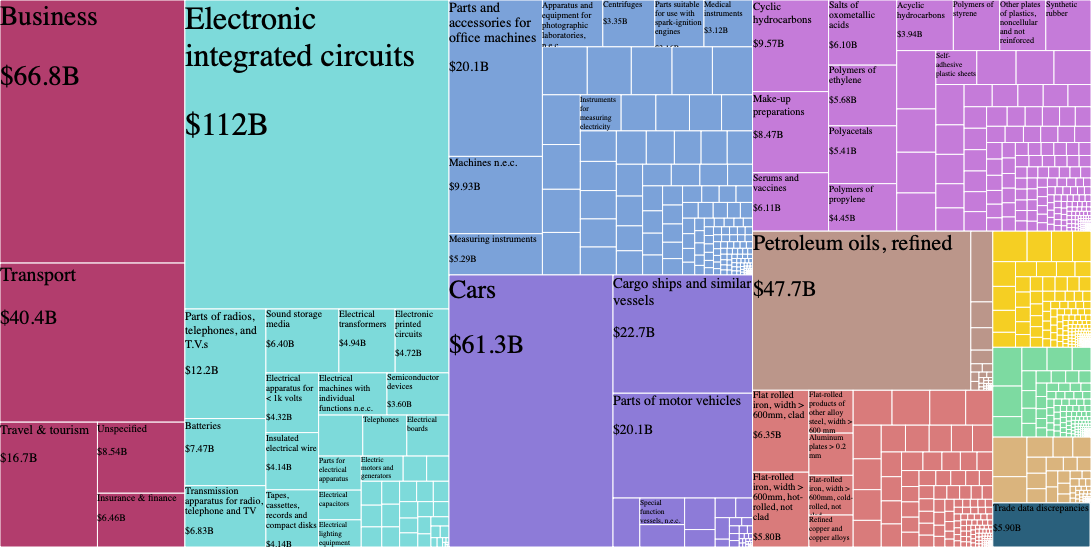 Business
$66.8B
Transport
$40.4B
Travel & tourism
$16.7B
Unspecified
$8.54B
Insurance & finance
$6.46B
Electronic
integrated circuits
$112B
Parts of radios,
telephones, and
T.V.s
$12.2B
Batteries
$7.47B
Transmission
apparatus for radio,
telephone and TV
$6.83B
Sound storage
media
$6.40B
Electrical
transformers
$4.94B
Electronic
printed
circuits
$4.72B
Electrical
apparatus for
< 1k volts
$4.32B
Electrical
machines with
individual
functions n.e.c.
Semiconductor
devices
$3.60B
Insulated
electrical wire
$4.14B
Tapes,
cassettes,
records and
compact disks
$4.14B
Telephones
Electrical
boards
Parts for
electrical
apparatus
Electric
motors and
generators
Electrical
capacitors
Electrical
lighting
equipment
Parts and
accessories for
office machines
$20.1B
Machines n.e.c.
$9.93B
Measuring instruments
$5.29B
Apparatus and
equipment for
photographic
laboratories,
Centrifuges
$3.35B
Parts suitable
for use with
spark-ignition
engines
Medical
instruments
$3.12B
Instruments
for
measuring
electricity
Cars
$61.3B
Cargo ships and similar
vessels
$22.7B
Parts of motor vehicles
$20.1B
Special
function
vessels, n.e.c.
Cyclic
hydrocarbons
$9.57B
Make-up
preparations
$8.47B
Serums and
vaccines
$6.11B
Salts of
oxometallic
acids
$6.10B
Polymers of
ethylene
$5.68B
Polyacetals
$5.41B
Polymers of
propylene
$4.45B
Acyclic
hydrocarbons
$3.94B
Polymers of
styrene
Other plates
of plastics,
noncellular
and not
reinforced
Synthetic
rubber
Self-
adhesive
plastic sheets
Petroleum oils, refined
$47.7B
Flat rolled
iron, width >
600mm, clad
$6.35B
Flat-rolled
iron, width >
600mm, hot-
rolled, not
clad
$5.80B
Flat-rolled
products of
other alloy
steel, width >
600 mm
Aluminum
plates > 0.2
mm
Flat-rolled
iron, width >
600mm, cold-
rolled, not
Refined
copper and
copper alloys
Trade data discrepancies
$5.90B